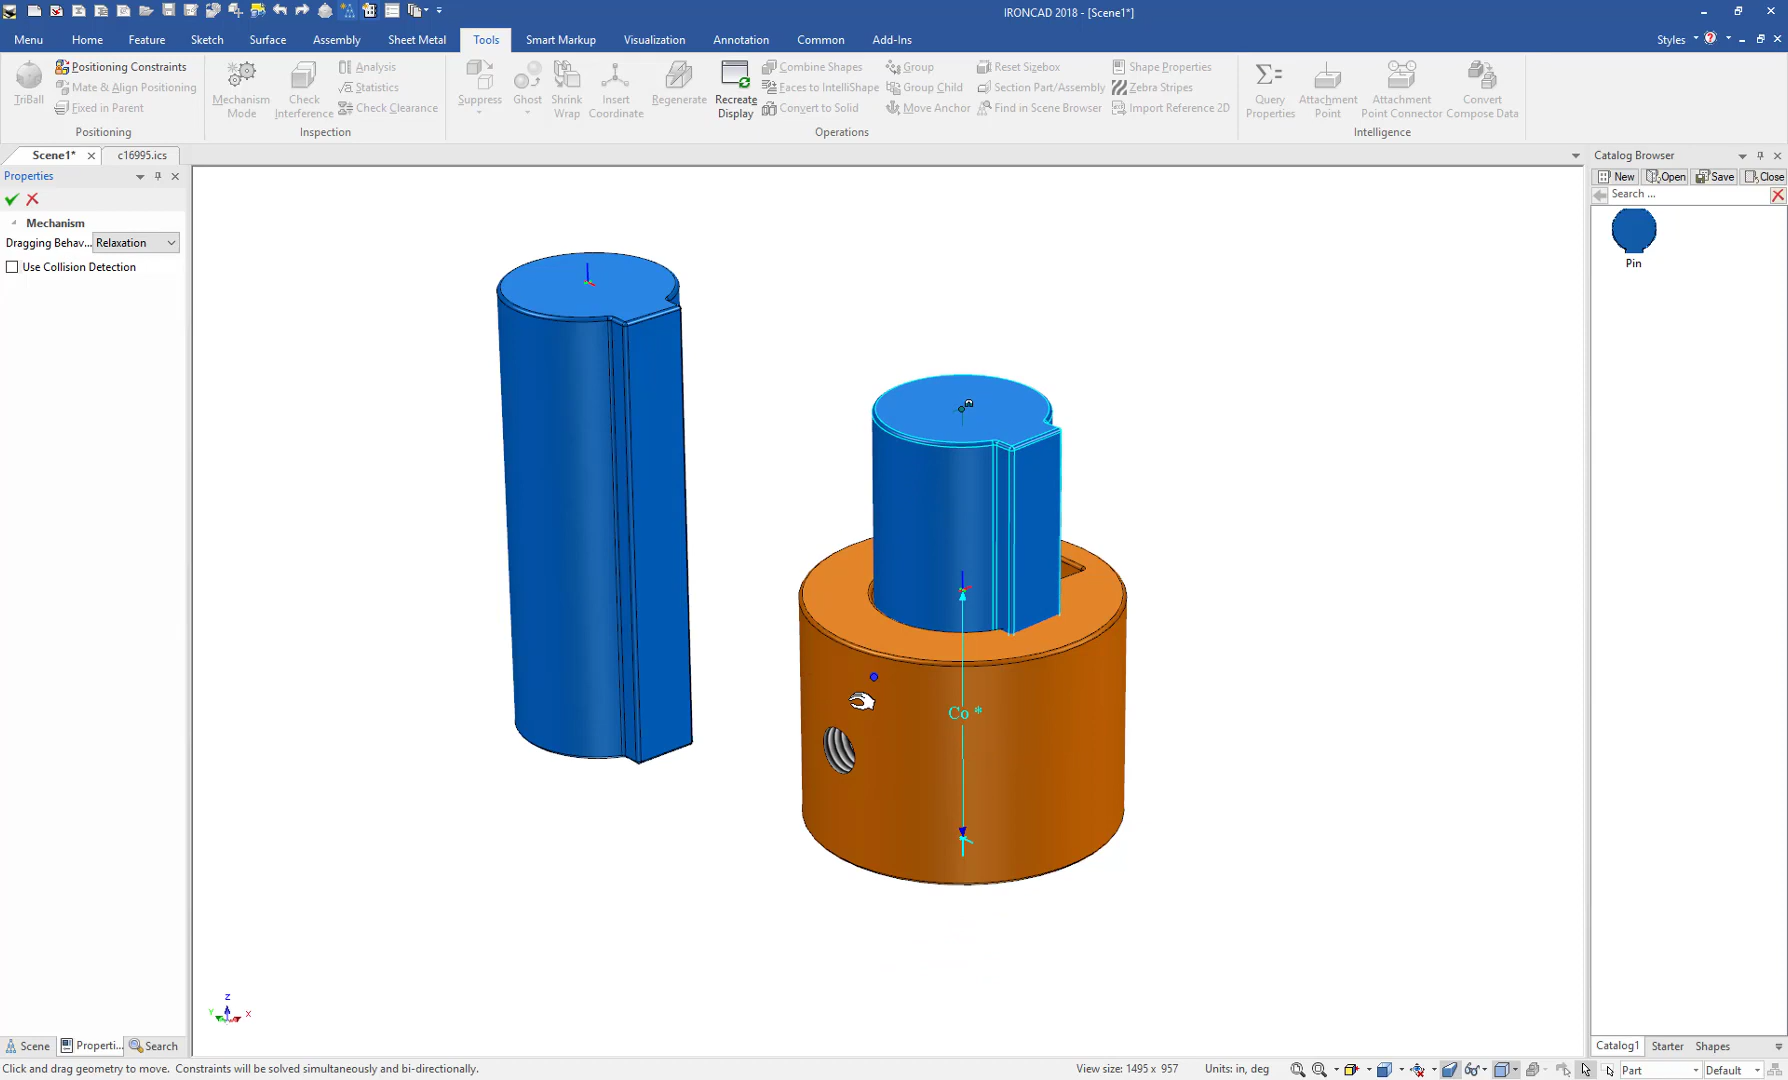 IRONCAD 2018 - [Scene1*]
Menu Home Feature Sketch Surface Assembly Sheet Metal Tools Smart Markup Visualization Annotation Common Add-Ins Styles
TriBall
Positioning Constraints
Mate & Align Positioning
Fixed in Parent
Positioning
Mechanism Mode
Check Interference
Analysis
Statistics
Check Clearance
Inspection
Suppress
Ghost
Shrink Wrap
Insert Coordinate
Regenerate
Recreate Display
Combine Shapes
Faces to IntelliShape
Convert to Solid
Group
Group Child
Move Anchor
Reset Sizebox
Section Part/Assembly
Find in Scene Browser
Shape Properties
Zebra Stripes
Import Reference 2D
Operations
Query Properties
Attachment Point
Attachment Point Connector
Convert Compose Data
Intelligence
Scene1* c16995.ics
Properties
Mechanism
Dragging Behav... Relaxation
Use Collision Detection
Catalog Browser
New Open Save Close
Search ...
Pin
Co *
Z
Y
X
Scene Properti... Search
Catalog1 Starter Shapes
Click and drag geometry to move. Constraints will be solved simultaneously and bi-directionally.
View size: 1495 x 957 Units: in, deg
Part Default